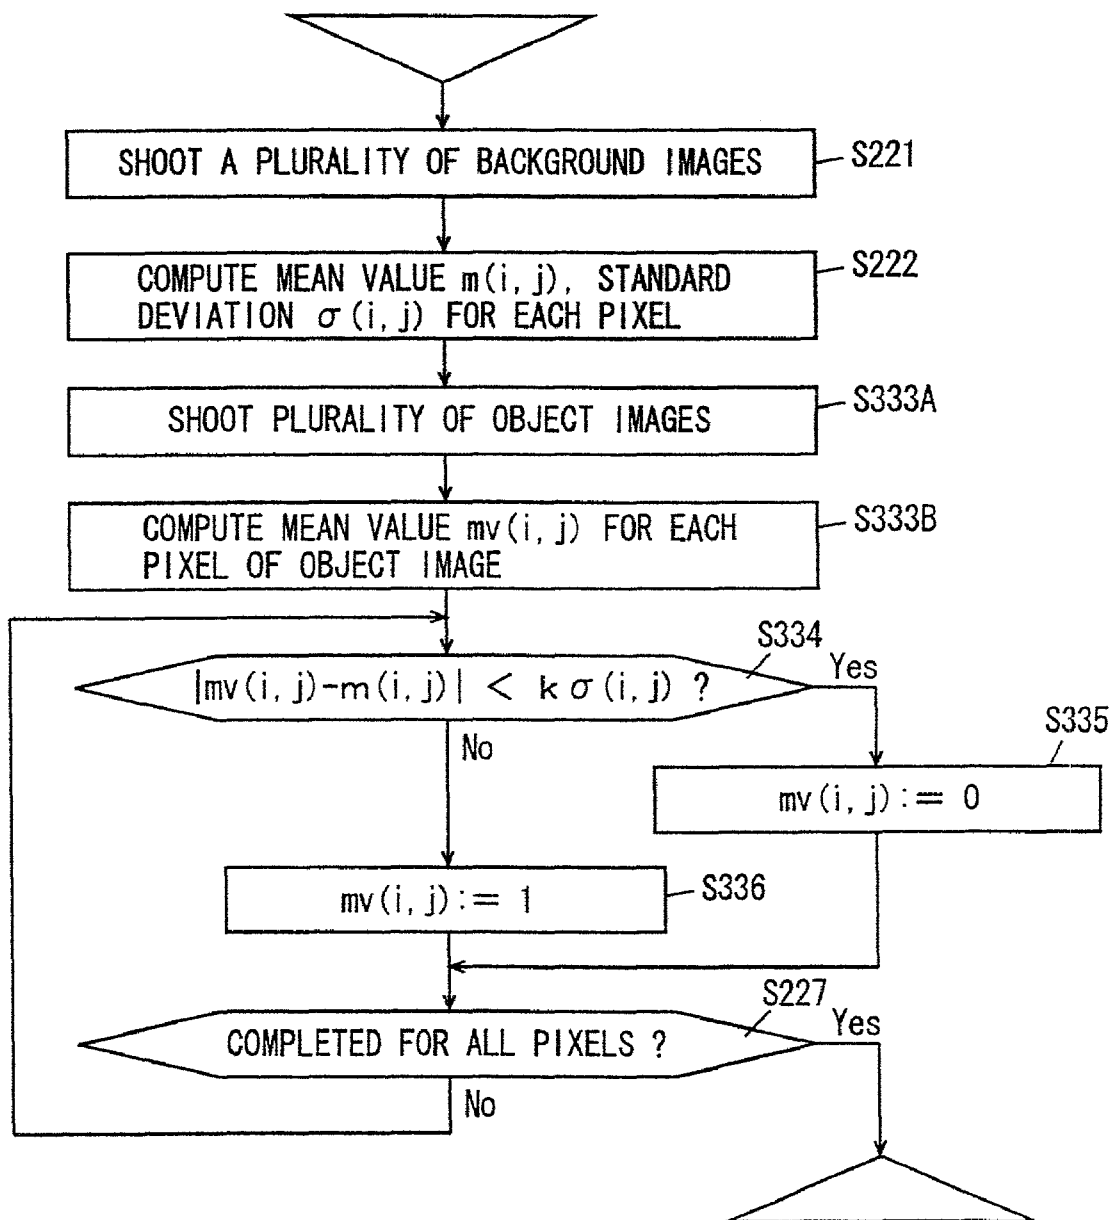 SHOOT A PLURALITY OF BACKGROUND IMAGES
S221
COMPUTE MEAN VALUE m(i,j), STANDARD
DEVIATION σ(i,j) FOR EACH PIXEL
S222
SHOOT PLURALITY OF OBJECT IMAGES
S333A
COMPUTE MEAN VALUE mv(i,j) FOR EACH
PIXEL OF OBJECT IMAGE
S333B
S334
|mv(i,j)-m(i,j)| < kσ(i,j) ?
Yes
No
S335
mv(i,j):= 0
mv(i,j):= 1
S336
S227
COMPLETED FOR ALL PIXELS ?
Yes
No